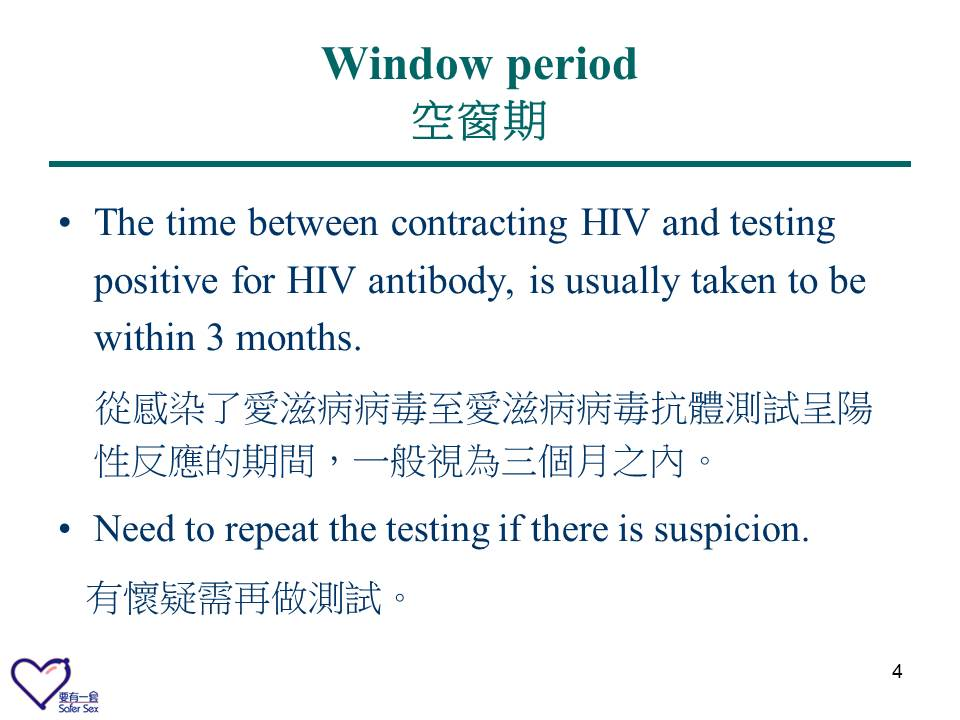 Window period
空窗期
• The time between contracting HIV and testing
positive for HIV antibody, is usually taken to be
within 3 months.
從感染了愛滋病病毒至愛滋病病毒抗體測試呈陽
性反應的期間，一般視為三個月之內。
• Need to repeat the testing if there is suspicion.
有懷疑需再做測試。
要有一套
Safer Sex
4